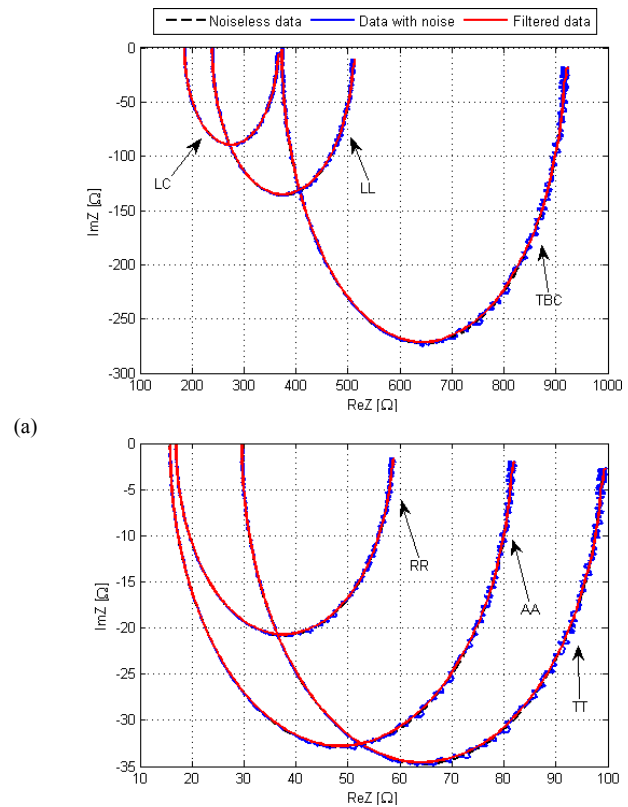 Noiseless data Data with noise Filtered data
0
-50
-100
-150
-200
-250
-300
ImZ [Ω]
LC
LL
TBC
100 200 300 400 500 600 700 800 900 1000
ReZ [Ω]
(a)
0
-5
-10
-15
-20
-25
-30
-35
ImZ [Ω]
RR
AA
TT
10 20 30 40 50 60 70 80 90 100
ReZ [Ω]